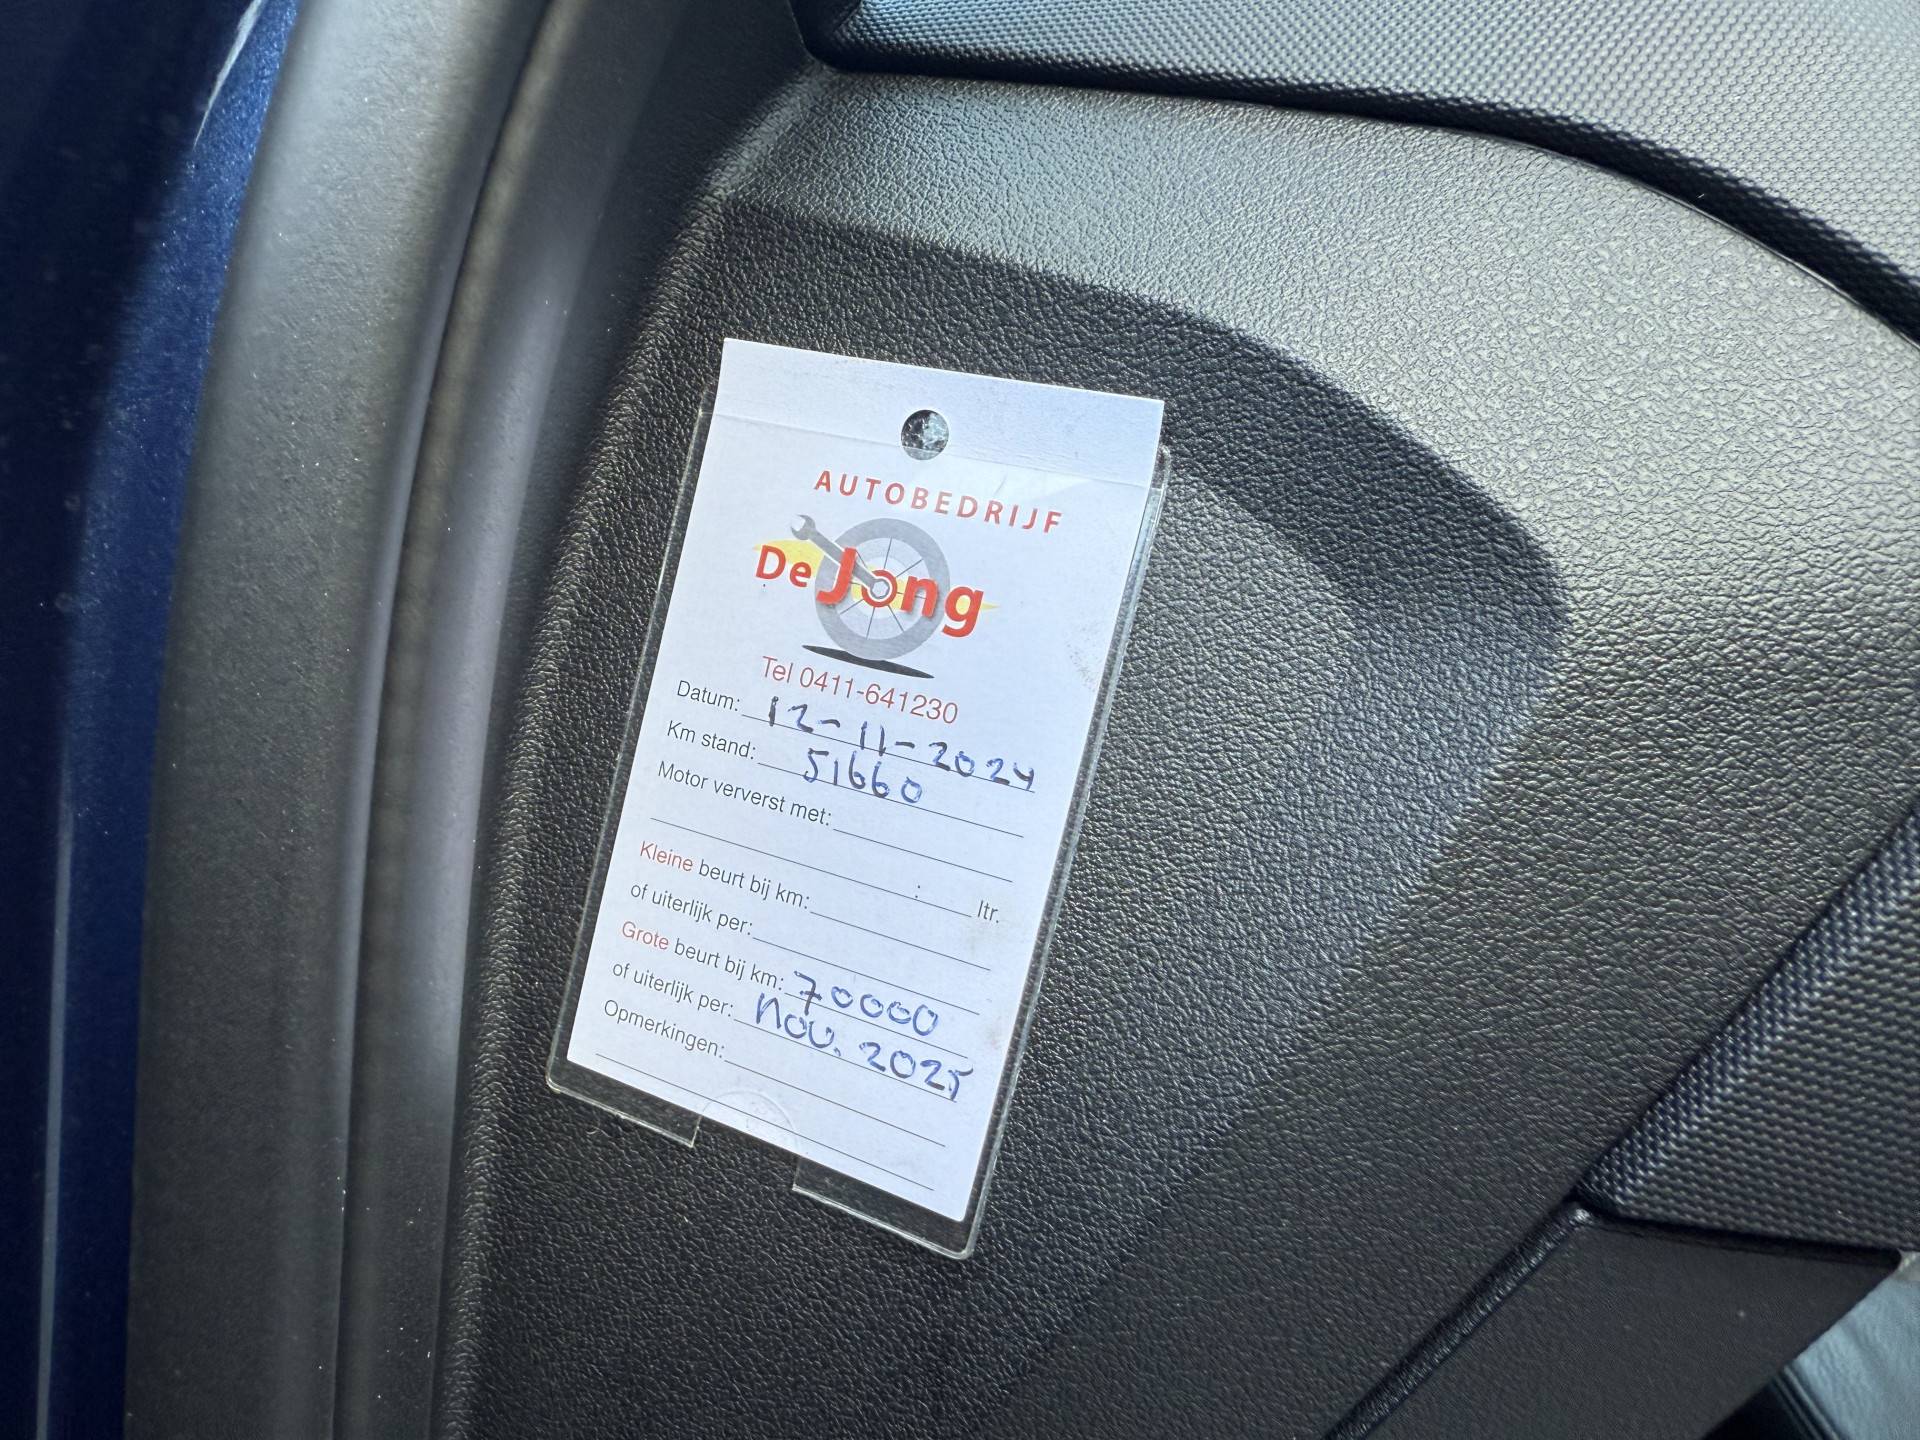 AUTOBEDRIJF
De Jong
Tel 0411-641230
Datum: 12-11-2024
Km stand: 51660
Motor ververst met:
: ltr.
Kleine beurt bij km:
of uiterlijk per:
Grote beurt bij km: 70000
of uiterlijk per: nov. 2025
Opmerkingen: